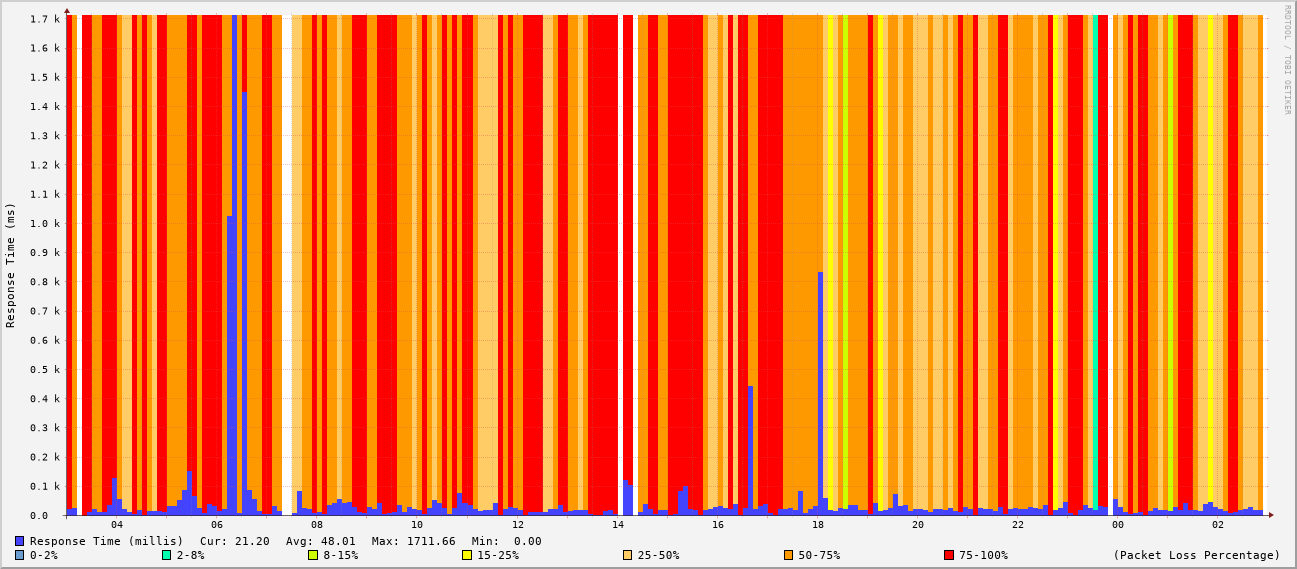 RRDTOOL / TOBI OETIKER
Response Time (ms)
1.7 k
1.6 k
1.5 k
1.4 k
1.3 k
1.2 k
1.1 k
1.0 k
0.9 k
0.8 k
0.7 k
0.6 k
0.5 k
0.4 k
0.3 k
0.2 k
0.1 k
0.0
04 06 08 10 12 14 16 18 20 22 00 02
Response Time (millis) Cur: 21.20 Avg: 48.01 Max: 1711.66 Min: 0.00
0-2% 2-8% 8-15% 15-25% 25-50% 50-75% 75-100% (Packet Loss Percentage)